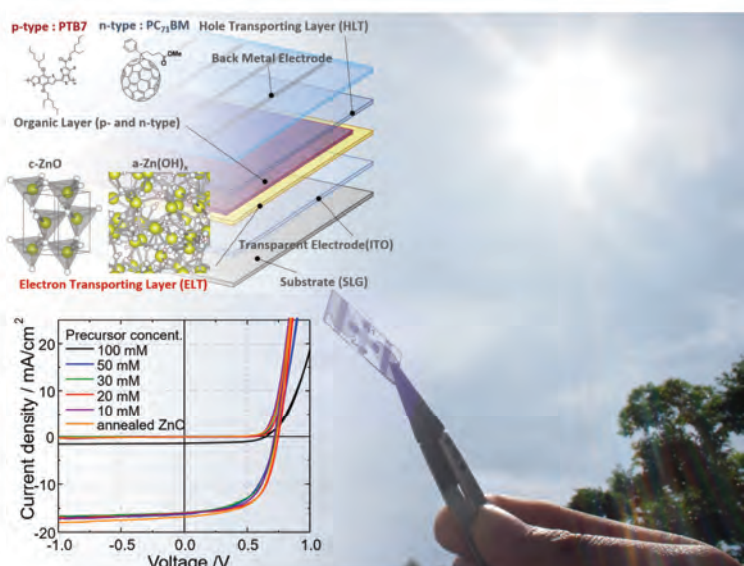 p-type : PTB7
n-type : PC₇₁BM
Hole Transporting Layer (HLT)
OMe
Back Metal Electrode
Organic Layer (p- and n-type)
c-ZnO
a-Zn(OH)ₓ
Transparent Electrode(ITO)
Electron Transporting Layer (ELT)
Substrate (SLG)
Precursor concent.
100 mM
50 mM
30 mM
20 mM
10 mM
annealed ZnO
Current density / mA/cm²
20
10
0
-10
-20
-1.0
-0.5
0.0
0.5
1.0
Voltage /V